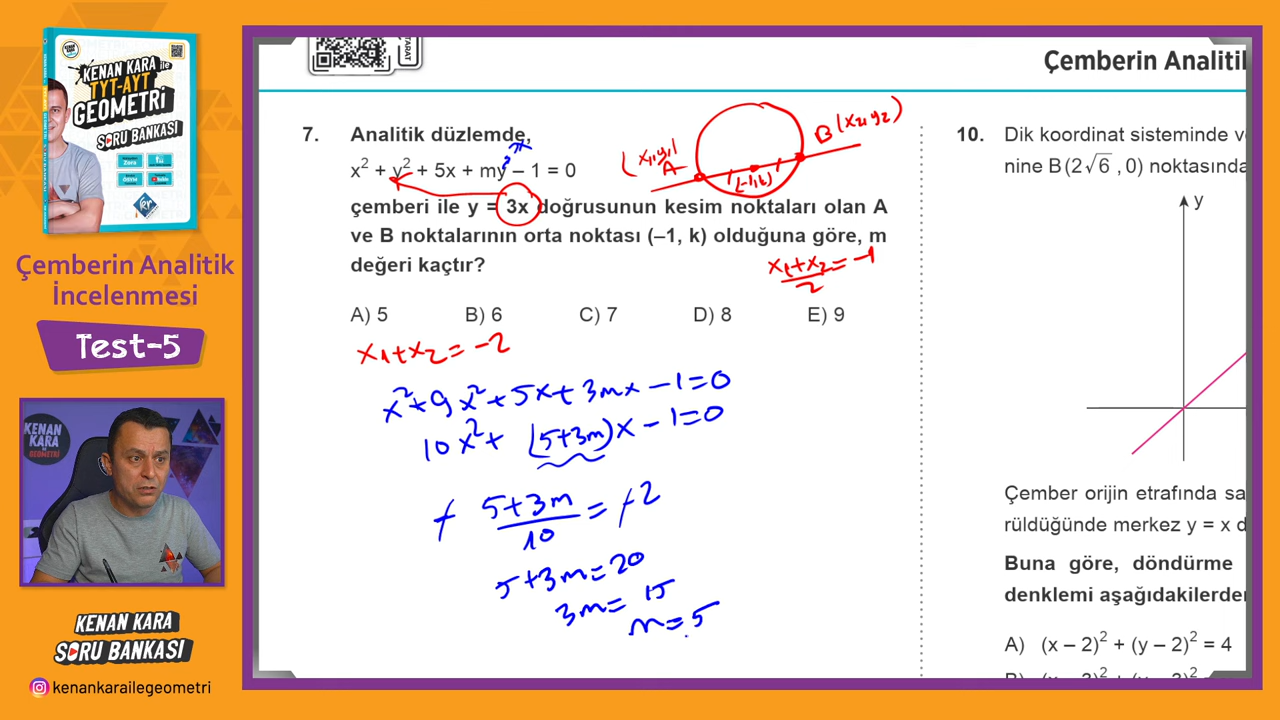 KENAN KARA ile
TYT-AYT
GEOMETRİ
SORU BANKASI
Çemberin Analitik
İncelenmesi
Test-5
KENAN
KARA
KENAN KARA
SORU BANKASI
kenankarailegeometri
Çemberin Analitil
7. Analitik düzlemde,
x² + y² + 5x + my – 1 = 0
çemberi ile y = 3x doğrusunun kesim noktaları olan A
ve B noktalarının orta noktası (–1, k) olduğuna göre, m
değeri kaçtır?
A) 5 B) 6 C) 7 D) 8 E) 9
(x₁,y₁)
A
B (x₂,y₂)
(-1,k)
x₁+x₂/2 = -1
x₁+x₂ = -2
x²+9x²+5x+3mx-1=0
10x²+(5+3m)x-1=0
- 5+3m/10 = -2
5+3m=20
3m=15
m=5
10. Dik koordinat sisteminde v
nine B(2√6, 0) noktasında
y
Çember orijin etrafında sa
rüldüğünde merkez y = x d
Buna göre, döndürme
denklemi aşağıdakilerder
A) (x – 2)² + (y – 2)² = 4